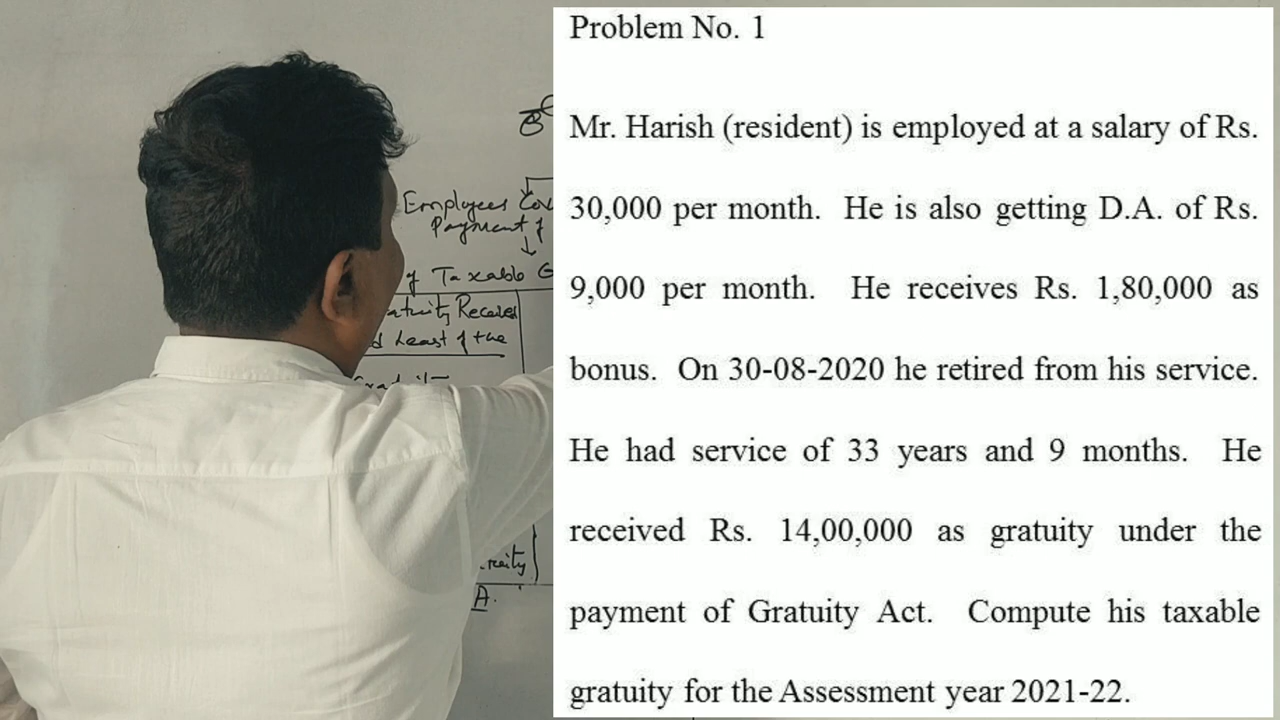 Problem No. 1
Mr. Harish (resident) is employed at a salary of Rs.
30,000 per month. He is also getting D.A. of Rs.
9,000 per month. He receives Rs. 1,80,000 as
bonus. On 30-08-2020 he retired from his service.
He had service of 33 years and 9 months. He
received Rs. 14,00,000 as gratuity under the
payment of Gratuity Act. Compute his taxable
gratuity for the Assessment year 2021-22.
Employees
Payment
of Taxable G
Received
Least of the
A.